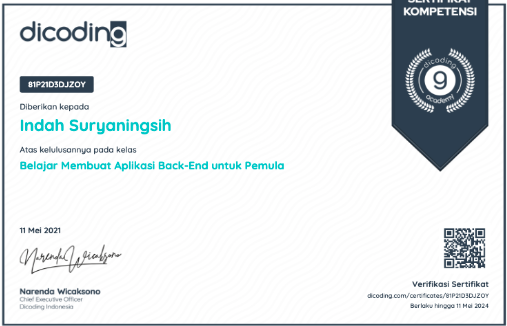 SERTIFIKAT
KOMPETENSI
dicoding
dicoding
9
academy
81P21D3DJZOY
Diberikan kepada
Indah Suryaningsih
Atas kelulusannya pada kelas
Belajar Membuat Aplikasi Back-End untuk Pemula
11 Mei 2021
Narenda Wicaksono
Narenda Wicaksono
Chief Executive Officer
Dicoding Indonesia
Verifikasi Sertifikat
dicoding.com/certificates/81P21D3DJZOY
Berlaku hingga 11 Mei 2024